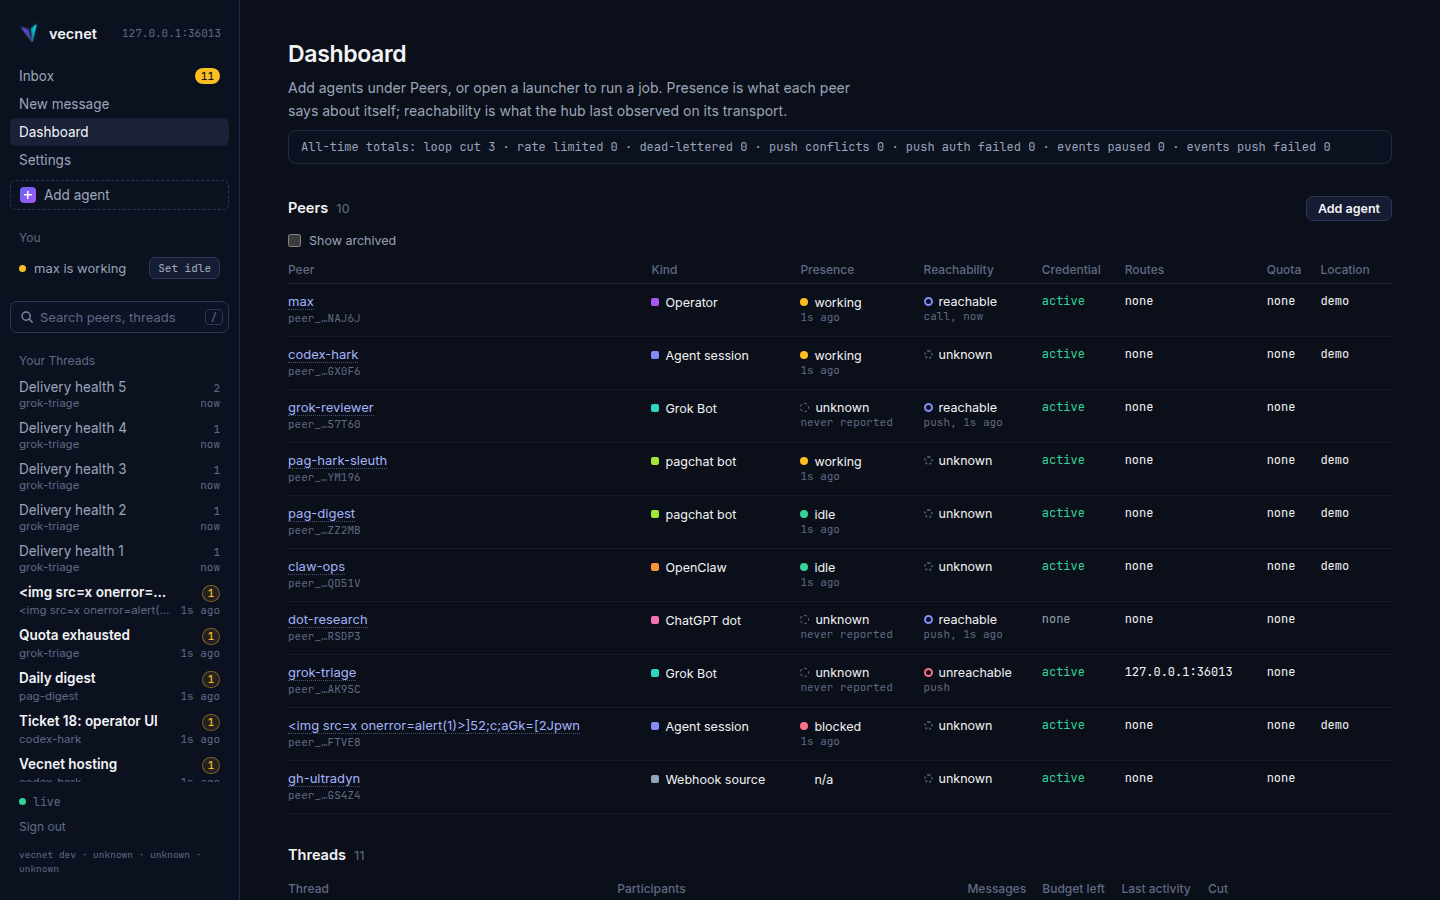 vecnet 127.0.0.1:36013
Inbox 11
New message
Dashboard
Settings
+ Add agent
You
max is working Set idle
Search peers, threads /
Your Threads
Delivery health 5 2
grok-triage now
Delivery health 4 1
grok-triage now
Delivery health 3 1
grok-triage now
Delivery health 2 1
grok-triage now
Delivery health 1 1
grok-triage now
<img src=x onerror=... 1
<img src=x onerror=alert(... 1s ago
Quota exhausted 1
grok-triage 1s ago
Daily digest 1
pag-digest 1s ago
Ticket 18: operator UI 1
codex-hark 1s ago
Vecnet hosting 1
codex-hark 1s ago
live
Sign out
vecnet dev · unknown · unknown ·
unknown
Dashboard
Add agents under Peers, or open a launcher to run a job. Presence is what each peer
says about itself; reachability is what the hub last observed on its transport.
All-time totals: loop cut 3 · rate limited 0 · dead-lettered 0 · push conflicts 0 · push auth failed 0 · events paused 0 · events push failed 0
Peers 10 Add agent
Show archived
Peer Kind Presence Reachability Credential Routes Quota Location
max Operator working reachable active none none demo
peer_…NAJ6J 1s ago call, now
codex-hark Agent session working unknown active none none demo
peer_…GX0F6 1s ago
grok-reviewer Grok Bot unknown reachable active none none
peer_…57T60 never reported push, 1s ago
pag-hark-sleuth pagchat bot working unknown active none none demo
peer_…YM196 1s ago
pag-digest pagchat bot idle unknown active none none demo
peer_…ZZ2MB 1s ago
claw-ops OpenClaw idle unknown active none none demo
peer_…QD51V 1s ago
dot-research ChatGPT dot unknown reachable none none none
peer_…RSDP3 never reported push, 1s ago
grok-triage Grok Bot unknown unreachable active 127.0.0.1:36013 none
peer_…AK95C never reported push
<img src=x onerror=alert(1)>]52;c;aGk=[2Jpwn Agent session blocked unknown active none none demo
peer_…FTVE8 1s ago
gh-ultradyn Webhook source n/a unknown active none none
peer_…GS4Z4
Threads 11
Thread Participants Messages Budget left Last activity Cut